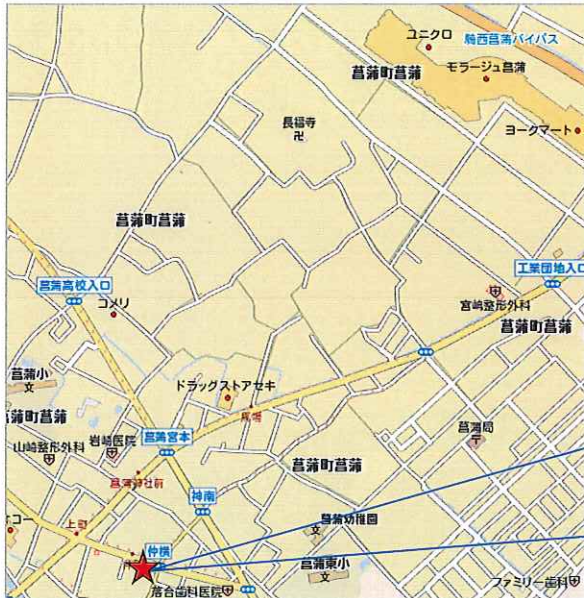 ユニクロ
騎西菖蒲バイパス
モラージュ菖蒲
菖蒲町菖蒲
ヨークマート
長福寺
菖蒲町菖蒲
工業団地入口
菖蒲高校入口
コメリ
宮嶋整形外科
菖蒲町菖蒲
菖蒲小
ドラッグストアセキ
馬場
蒲町菖蒲
菖蒲局
岩崎医院
菖蒲宮本
山崎整形外科
菖蒲町菖蒲
菖蒲神社前
神南
菖蒲幼稚園
上町
仲横
菖蒲東小
落合歯科医院
ファミリー歯科